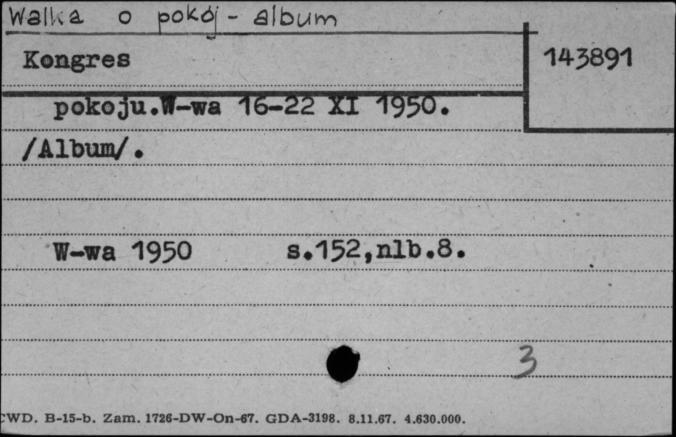 Walka o pokój - album
Kongres
143891
pokoju.W-wa 16-22 XI 1950.
/Album/.
W-wa 1950 s.152,nlb.8.
3
CWD. B-15-b. Zam. 1726-DW-On-67. GDA-3198. 8.11.67. 4.630.000.